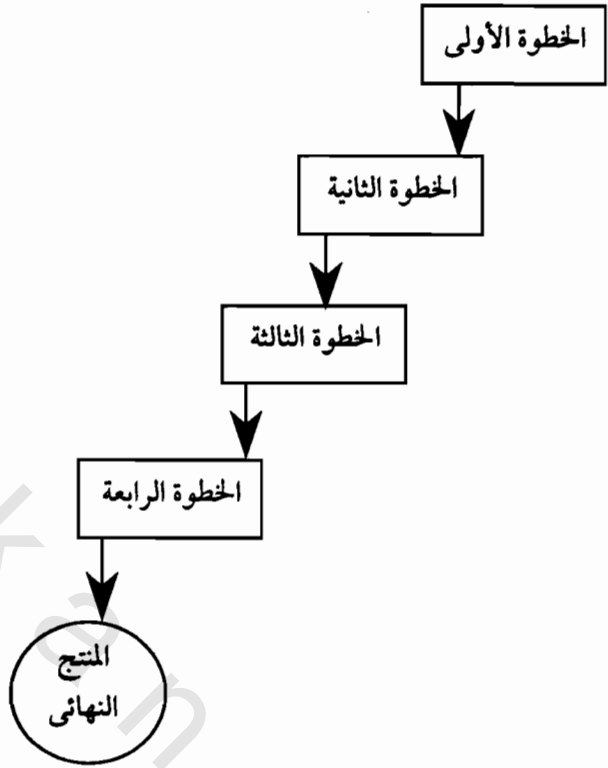 الخطوة الأولى
الخطوة الثانية
الخطوة الثالثة
الخطوة الرابعة
المنتج
النهائى